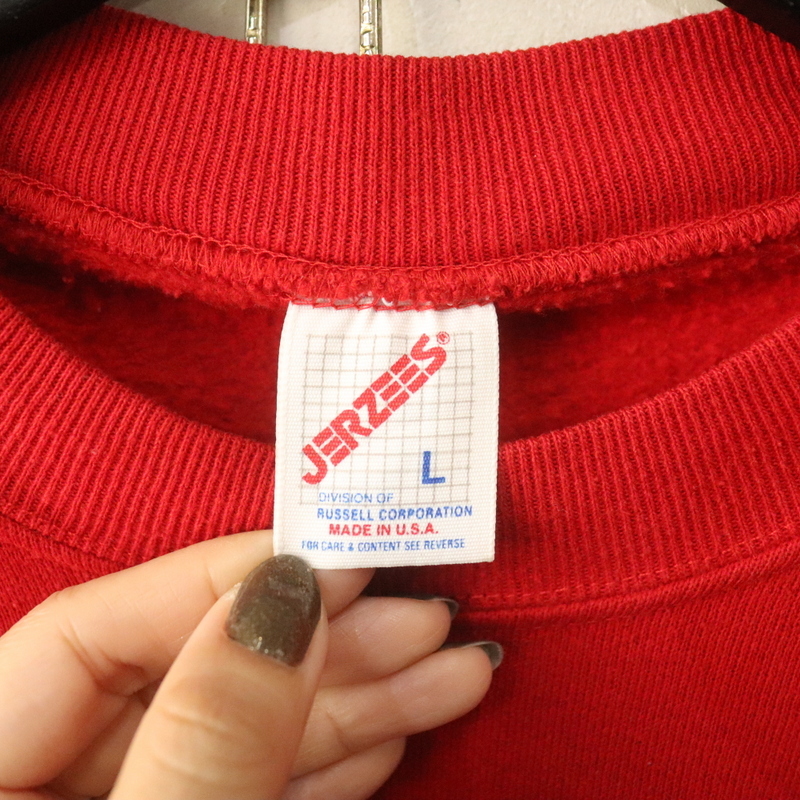 JERZEES®
L
DIVISION OF
RUSSELL CORPORATION
MADE IN U.S.A.
FOR CARE & CONTENT SEE REVERSE